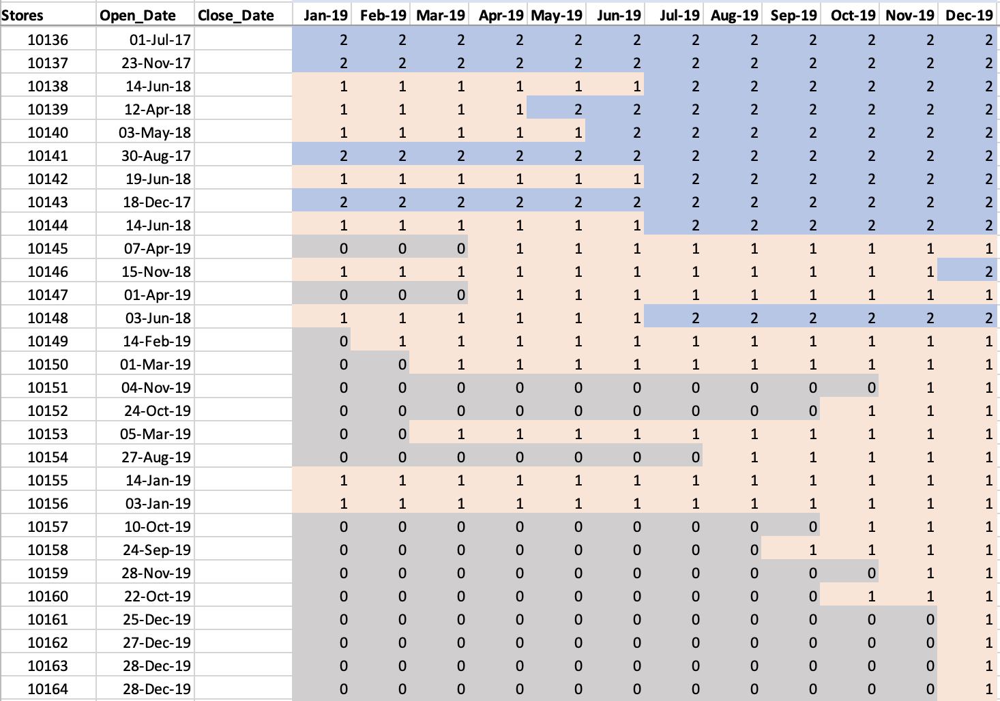 Stores Open_Date Close_Date Jan-19 Feb-19 Mar-19 Apr-19 May-19 Jun-19 Jul-19 Aug-19 Sep-19 Oct-19 Nov-19 Dec-19
10136 01-Jul-17 2 2 2 2 2 2 2 2 2 2 2 2
10137 23-Nov-17 2 2 2 2 2 2 2 2 2 2 2 2
10138 14-Jun-18 1 1 1 1 1 1 2 2 2 2 2 2
10139 12-Apr-18 1 1 1 1 2 2 2 2 2 2 2 2
10140 03-May-18 1 1 1 1 1 2 2 2 2 2 2 2
10141 30-Aug-17 2 2 2 2 2 2 2 2 2 2 2 2
10142 19-Jun-18 1 1 1 1 1 1 2 2 2 2 2 2
10143 18-Dec-17 2 2 2 2 2 2 2 2 2 2 2 2
10144 14-Jun-18 1 1 1 1 1 1 2 2 2 2 2 2
10145 07-Apr-19 0 0 0 1 1 1 1 1 1 1 1 1
10146 15-Nov-18 1 1 1 1 1 1 1 1 1 1 1 2
10147 01-Apr-19 0 0 0 1 1 1 1 1 1 1 1 1
10148 03-Jun-18 1 1 1 1 1 1 2 2 2 2 2 2
10149 14-Feb-19 0 1 1 1 1 1 1 1 1 1 1 1
10150 01-Mar-19 0 0 1 1 1 1 1 1 1 1 1 1
10151 04-Nov-19 0 0 0 0 0 0 0 0 0 0 1 1
10152 24-Oct-19 0 0 0 0 0 0 0 0 0 1 1 1
10153 05-Mar-19 0 0 1 1 1 1 1 1 1 1 1 1
10154 27-Aug-19 0 0 0 0 0 0 0 1 1 1 1 1
10155 14-Jan-19 1 1 1 1 1 1 1 1 1 1 1 1
10156 03-Jan-19 1 1 1 1 1 1 1 1 1 1 1 1
10157 10-Oct-19 0 0 0 0 0 0 0 0 0 1 1 1
10158 24-Sep-19 0 0 0 0 0 0 0 0 1 1 1 1
10159 28-Nov-19 0 0 0 0 0 0 0 0 0 0 1 1
10160 22-Oct-19 0 0 0 0 0 0 0 0 0 1 1 1
10161 25-Dec-19 0 0 0 0 0 0 0 0 0 0 0 1
10162 27-Dec-19 0 0 0 0 0 0 0 0 0 0 0 1
10163 28-Dec-19 0 0 0 0 0 0 0 0 0 0 0 1
10164 28-Dec-19 0 0 0 0 0 0 0 0 0 0 0 1